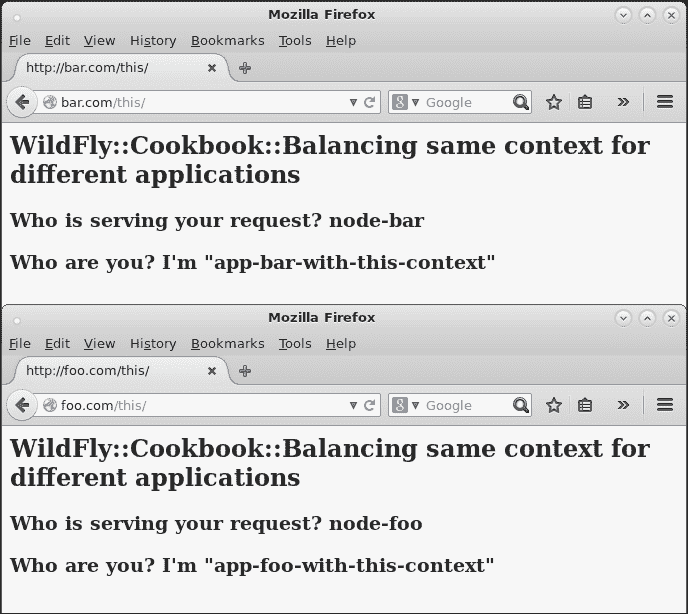 Mozilla Firefox
File Edit View History Bookmarks Tools Help
http://bar.com/this/
bar.com/this/ 8 Google
WildFly::Cookbook::Balancing same context for
different applications
Who is serving your request? node-bar
Who are you? I'm "app-bar-with-this-context"
Mozilla Firefox
File Edit View History Bookmarks Tools Help
http://foo.com/this/
foo.com/this/ 8 Google
WildFly::Cookbook::Balancing same context for
different applications
Who is serving your request? node-foo
Who are you? I'm "app-foo-with-this-context"